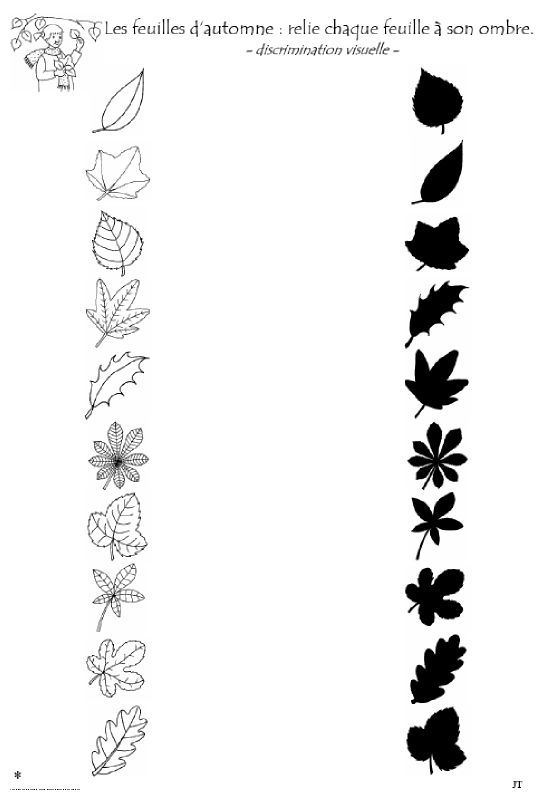 Les feuilles d'automne : relie chaque feuille à son ombre.
- discrimination visuelle -
*
JT